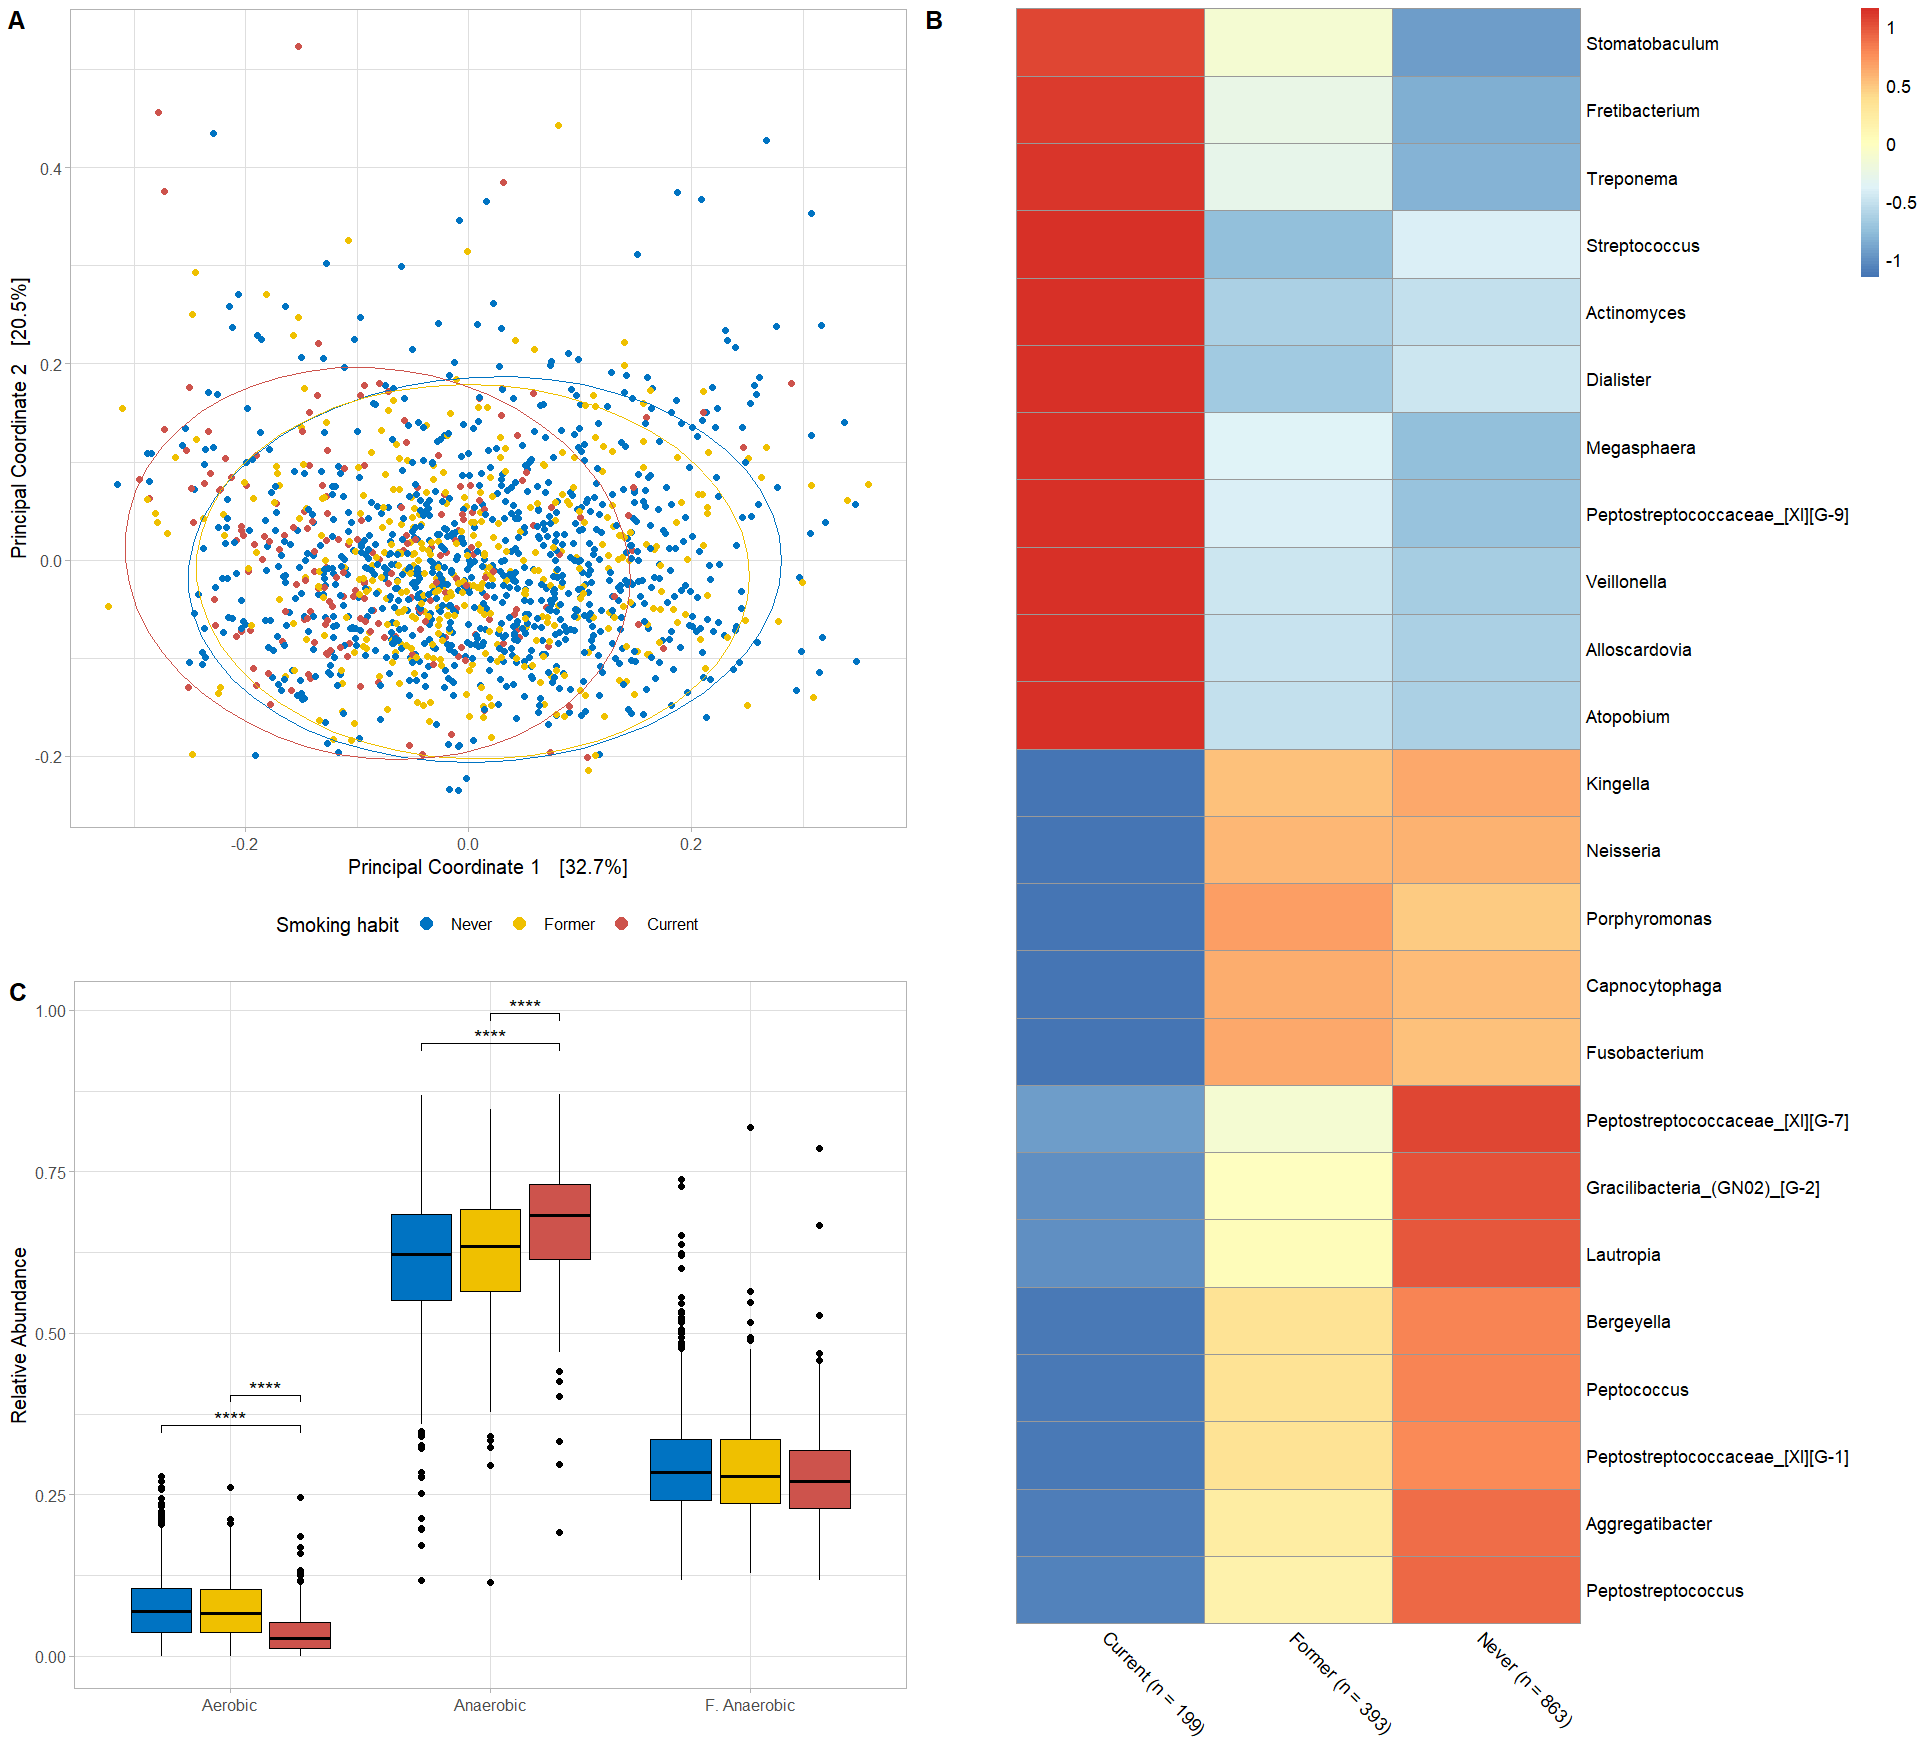 A
0.4
0.2
0.0
-0.2
Principal Coordinate 2 [20.5%]
-0.2
0.0
0.2
Principal Coordinate 1 [32.7%]
Smoking habit
Never
Former
Current
B
Stomatobaculum
Fretibacterium
Treponema
Streptococcus
Actinomyces
Dialister
Megasphaera
Peptostreptococcaceae_[XI][G-9]
Veillonella
Alloscardovia
Atopobium
Kingella
Neisseria
Porphyromonas
Capnocytophaga
Fusobacterium
Peptostreptococcaceae_[XI][G-7]
Gracilibacteria_(GN02)_[G-2]
Lautropia
Bergeyella
Peptococcus
Peptostreptococcaceae_[XI][G-1]
Aggregatibacter
Peptostreptococcus
Current (n = 199)
Former (n = 393)
Never (n = 863)
1
0.5
0
-0.5
-1
C
1.00
0.75
0.50
0.25
0.00
Relative Abundance
****
****
****
****
Aerobic
Anaerobic
F. Anaerobic